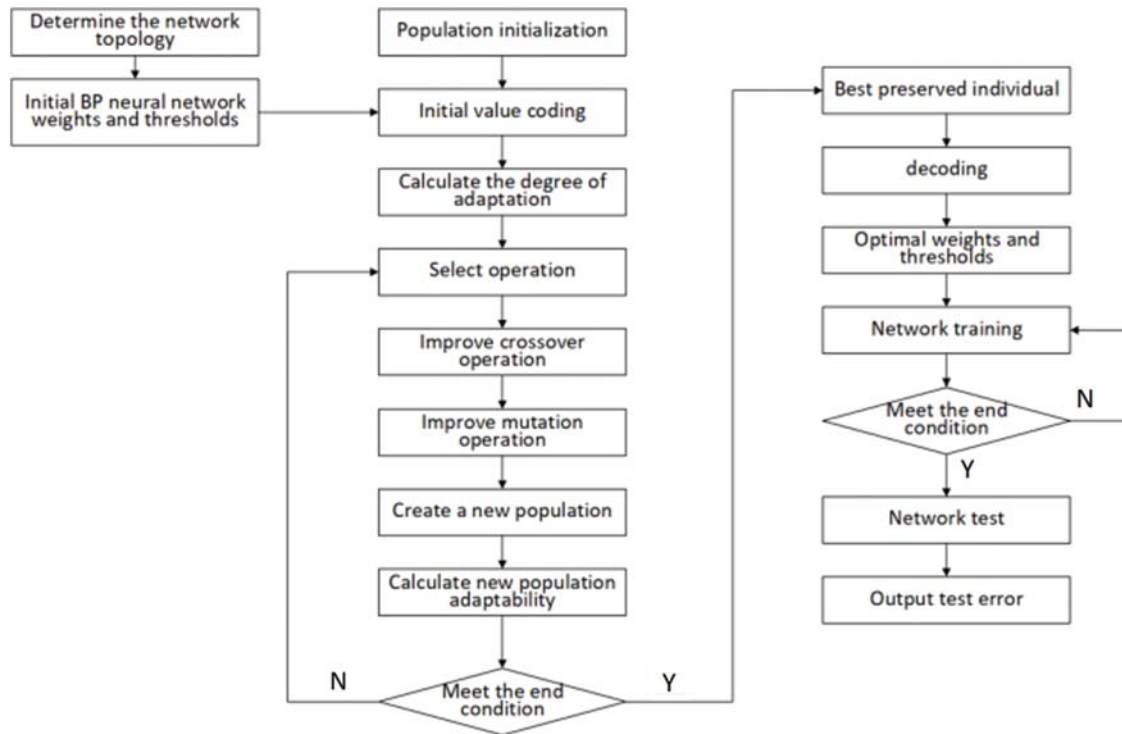 Determine the network
topology
Initial BP neural network
weights and thresholds
Population initialization
Initial value coding
Calculate the degree of
adaptation
Select operation
Improve crossover
operation
Improve mutation
operation
Create a new population
Calculate new population
adaptability
Meet the end
condition
N
Y
Best preserved individual
decoding
Optimal weights and
thresholds
Network training
Meet the end
condition
N
Y
Network test
Output test error